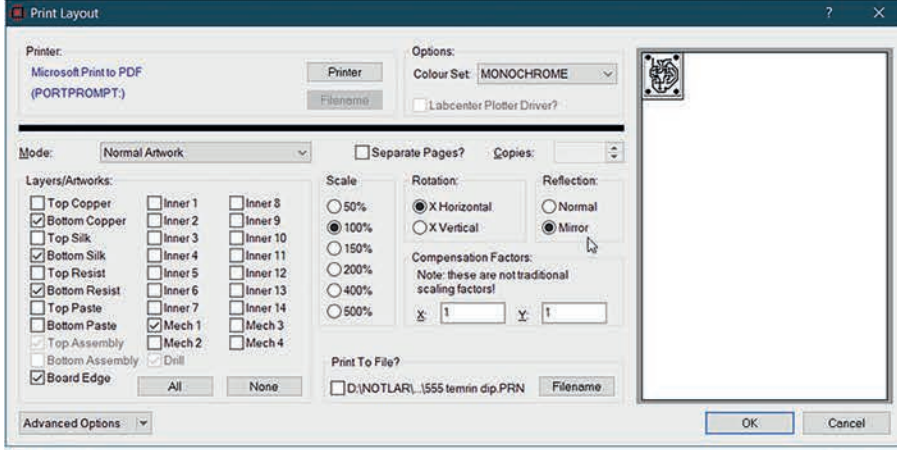 Print Layout
Printer:
Microsoft Print to PDF
(PORTPROMPT:)
Printer
Filename
Options:
Colour Set: MONOCHROME
Labcenter Plotter Driver?
Mode: Normal Artwork
Separate Pages? Copies:
Layers/Artworks:
Top Copper Inner 1 Inner 8
Bottom Copper Inner 2 Inner 9
Top Silk Inner 3 Inner 10
Bottom Silk Inner 4 Inner 11
Top Resist Inner 5 Inner 12
Bottom Resist Inner 6 Inner 13
Top Paste Inner 7 Inner 14
Bottom Paste Mech 1 Mech 3
Top Assembly Mech 2 Mech 4
Bottom Assembly Drill
Board Edge All None
Scale
50%
100%
150%
200%
400%
500%
Rotation:
X Horizontal
X Vertical
Reflection:
Normal
Mirror
Compensation Factors:
Note: these are not traditional
scaling factors!
X: 1 Y: 1
Print To File?
D:\NOTLAR\...\555 temrin dip.PRN Filename
Advanced Options OK Cancel